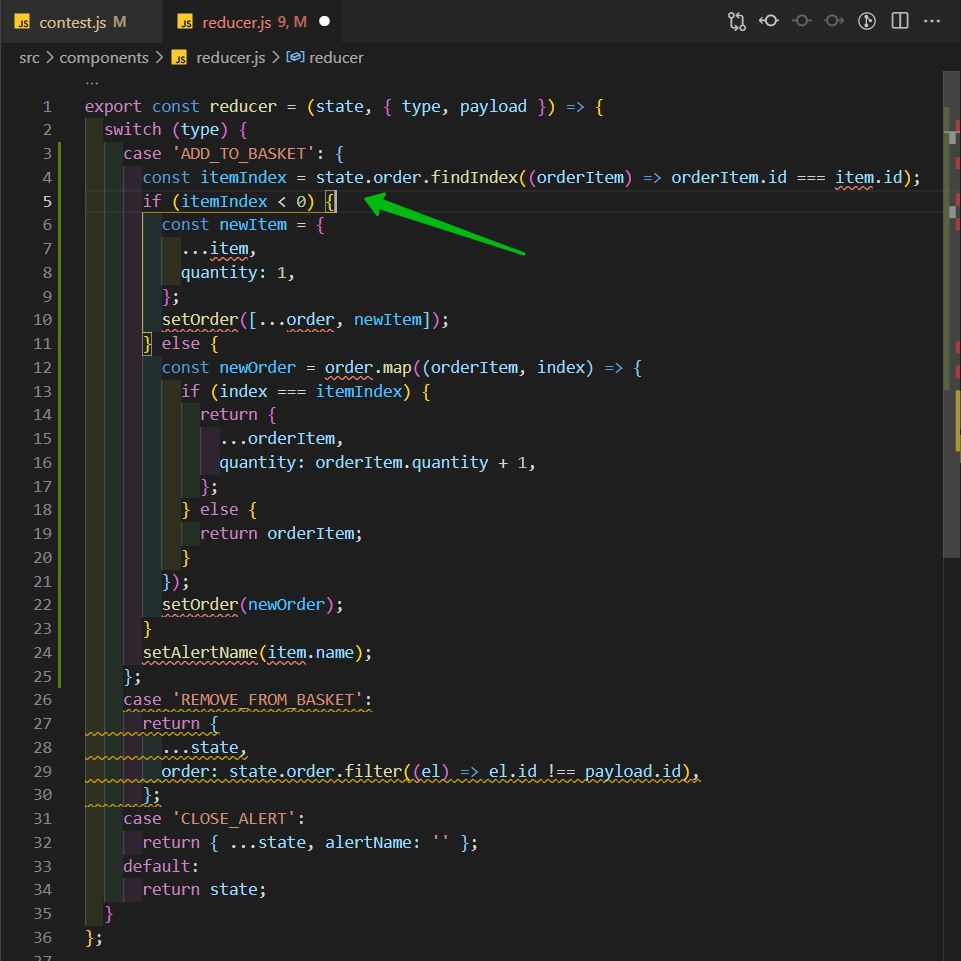 JS contest.js M JS reducer.js 9, M
src > components > JS reducer.js > reducer
...
1 export const reducer = (state, { type, payload }) => {
2 switch (type) {
3 case 'ADD_TO_BASKET': {
4 const itemIndex = state.order.findIndex((orderItem) => orderItem.id === item.id);
5 if (itemIndex < 0) {
6 const newItem = {
7 ...item,
8 quantity: 1,
9 };
10 setOrder([...order, newItem]);
11 } else {
12 const newOrder = order.map((orderItem, index) => {
13 if (index === itemIndex) {
14 return {
15 ...orderItem,
16 quantity: orderItem.quantity + 1,
17 };
18 } else {
19 return orderItem;
20 }
21 });
22 setOrder(newOrder);
23 }
24 setAlertName(item.name);
25 };
26 case 'REMOVE_FROM_BASKET':
27 return {
28 ...state,
29 order: state.order.filter((el) => el.id !== payload.id),
30 };
31 case 'CLOSE_ALERT':
32 return { ...state, alertName: '' };
33 default:
34 return state;
35 }
36 };
37